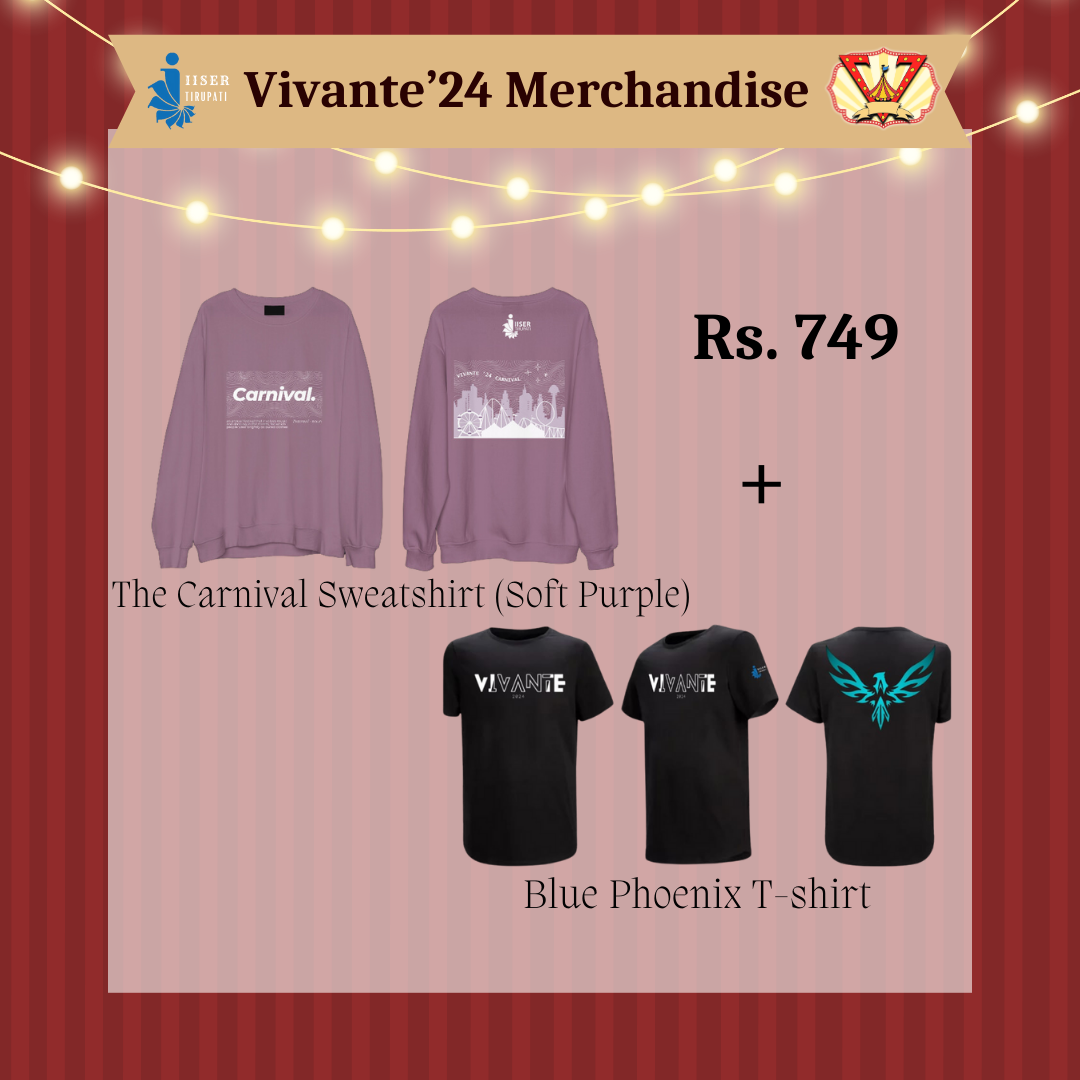 IISER
TIRUPATI
Vivante’24 Merchandise
Carnival.
IISER
VIVANTE '24 CARNIVAL
Rs. 749
+
The Carnival Sweatshirt (Soft Purple)
VIVANTE
2024
VIVANTE
2024
Blue Phoenix T-shirt